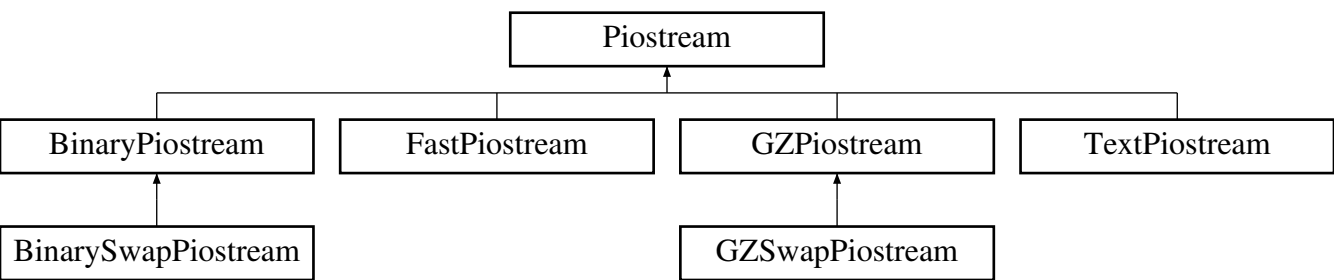 Piostream
BinaryPiostream
FastPiostream
GZPiostream
TextPiostream
BinarySwapPiostream
GZSwapPiostream